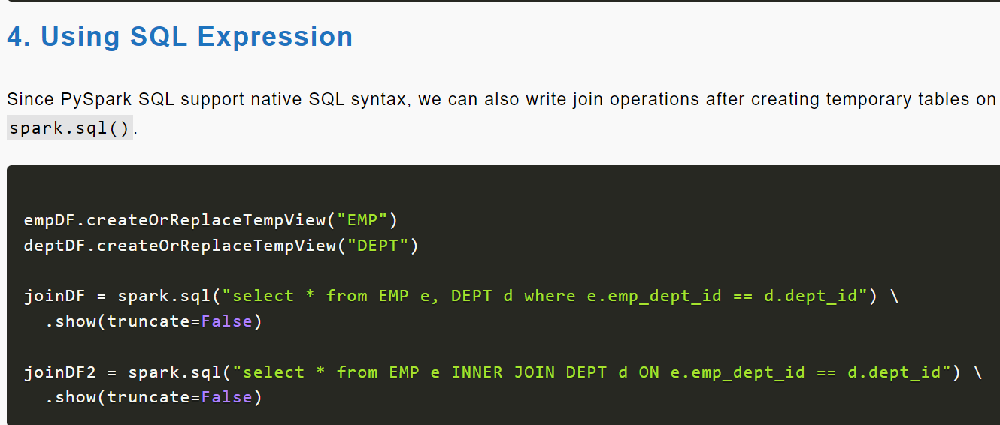 4. Using SQL Expression
Since PySpark SQL support native SQL syntax, we can also write join operations after creating temporary tables on
spark.sql().
empDF.createOrReplaceTempView("EMP")
deptDF.createOrReplaceTempView("DEPT")
joinDF = spark.sql("select * from EMP e, DEPT d where e.emp_dept_id == d.dept_id") \
.show(truncate=False)
joinDF2 = spark.sql("select * from EMP e INNER JOIN DEPT d ON e.emp_dept_id == d.dept_id") \
.show(truncate=False)